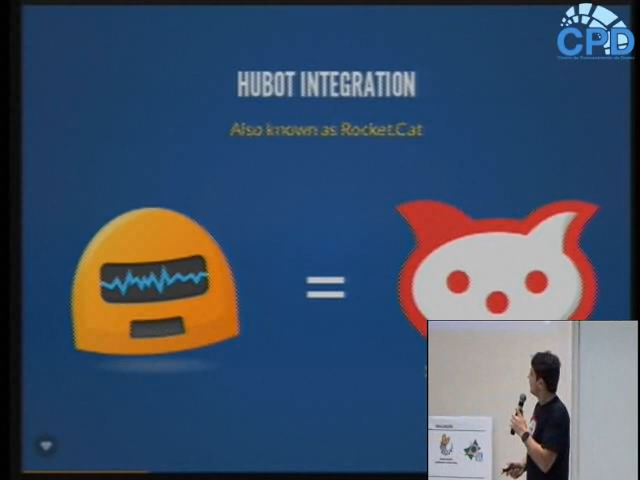 CPD
HUBOT INTEGRATION
Also known as Rocket.Cat
=